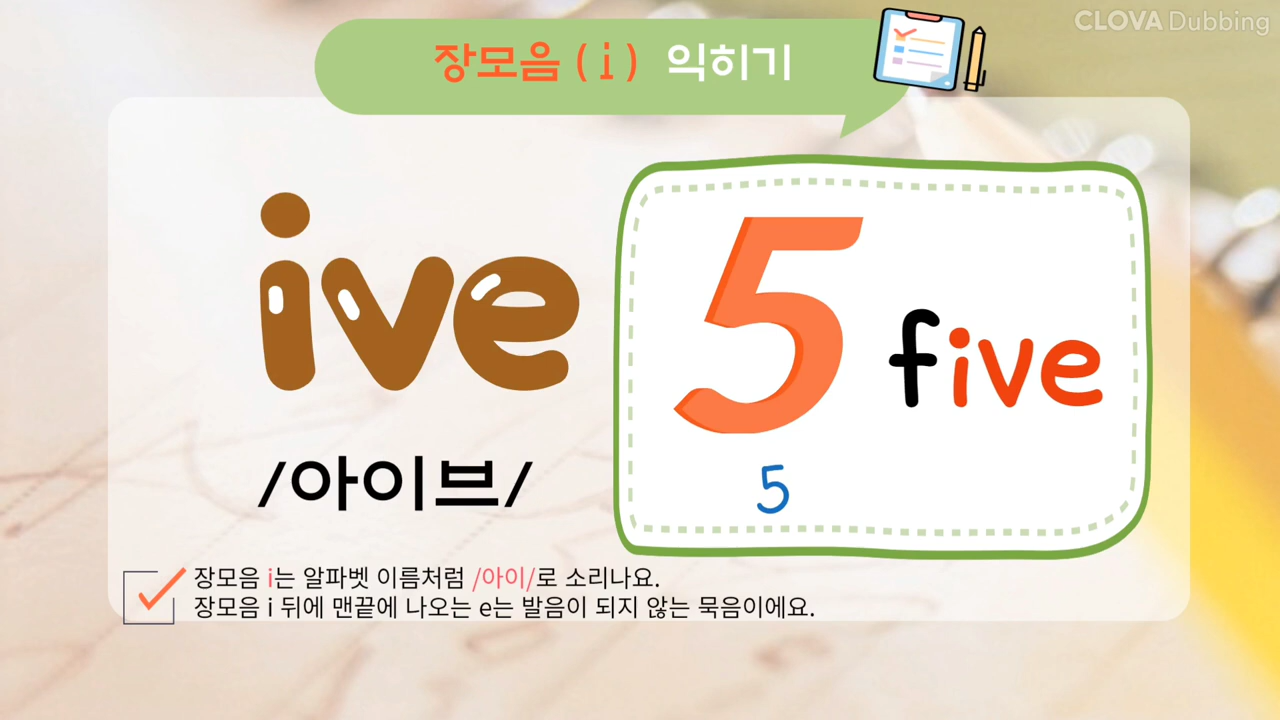 CLOVA Dubbing
장모음 ( i ) 익히기
ive
/아이브/
5
five
5
장모음 i는 알파벳 이름처럼 /아이/로 소리나요.
장모음 i 뒤에 맨끝에 나오는 e는 발음이 되지 않는 묵음이에요.